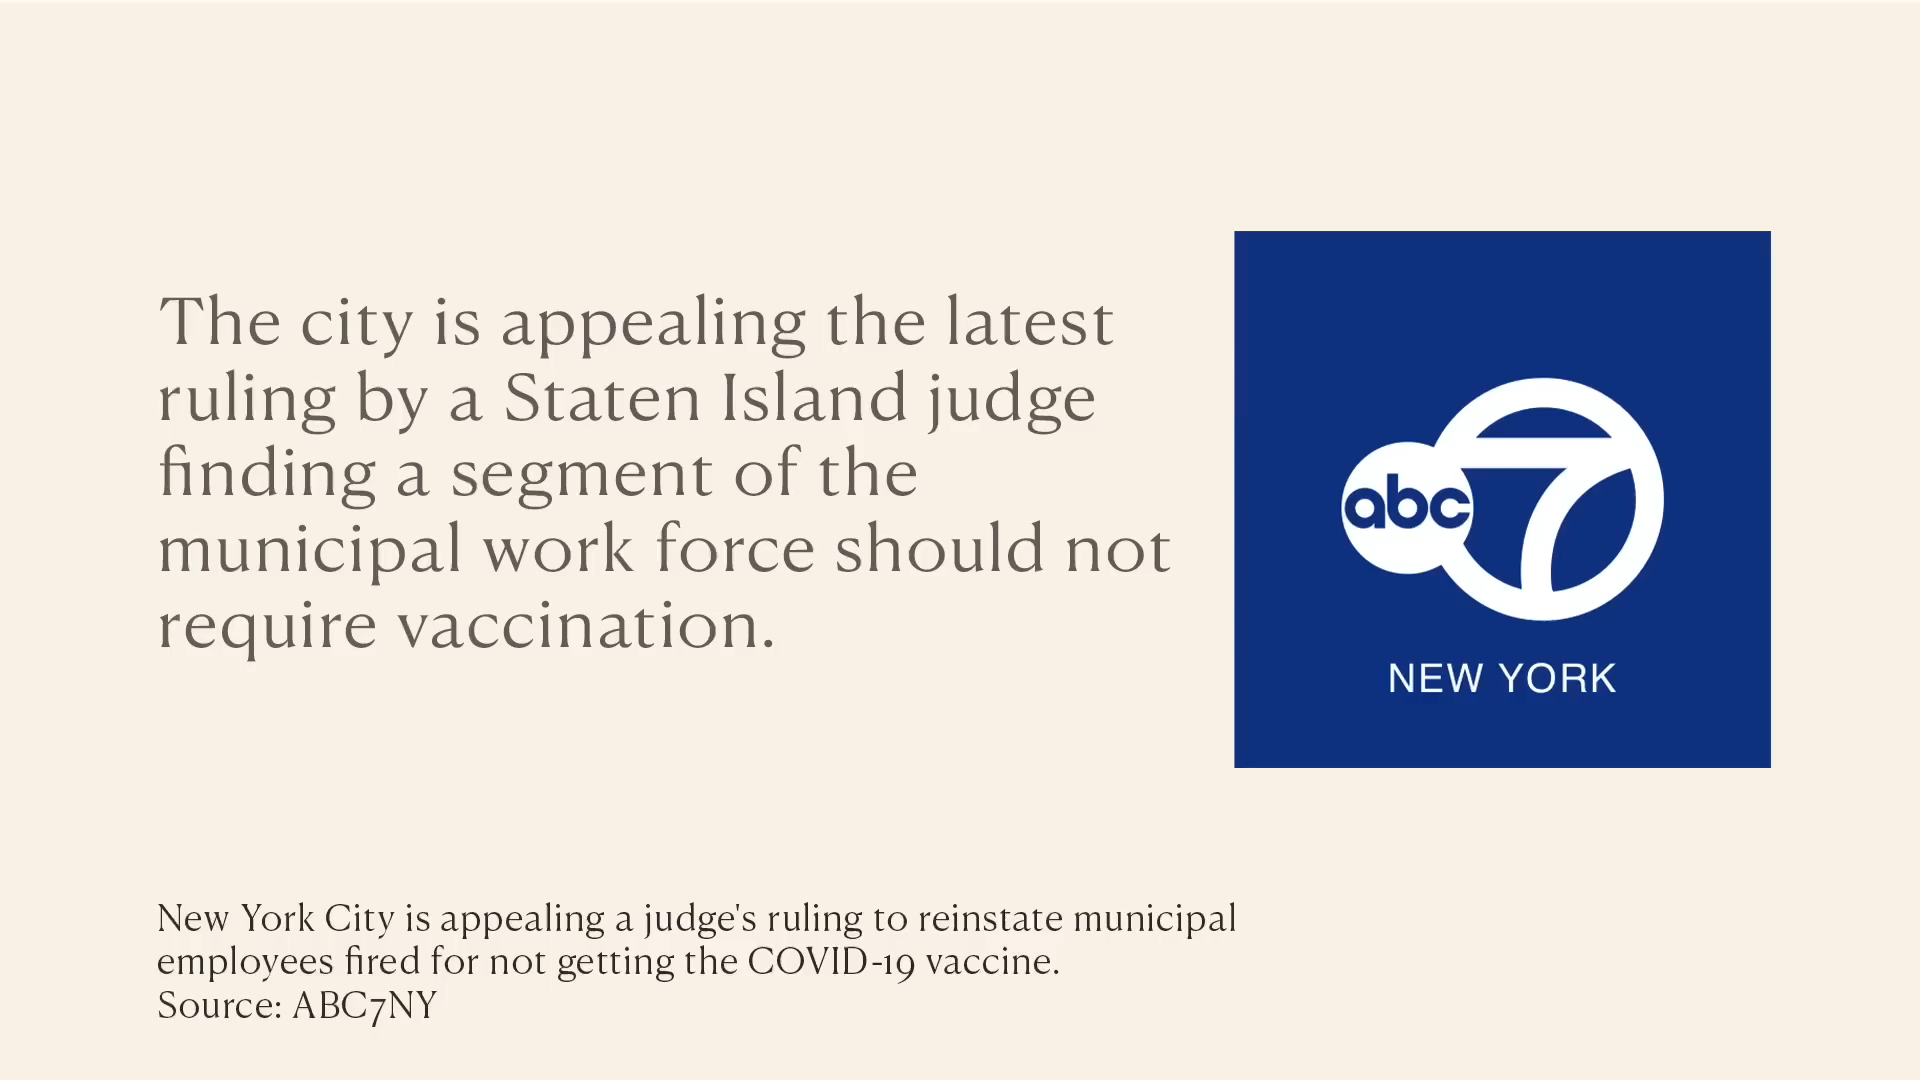 The city is appealing the latest
ruling by a Staten Island judge
finding a segment of the
municipal work force should not
require vaccination.
abc 7
NEW YORK
New York City is appealing a judge's ruling to reinstate municipal
employees fired for not getting the COVID-19 vaccine.
Source: ABC7NY